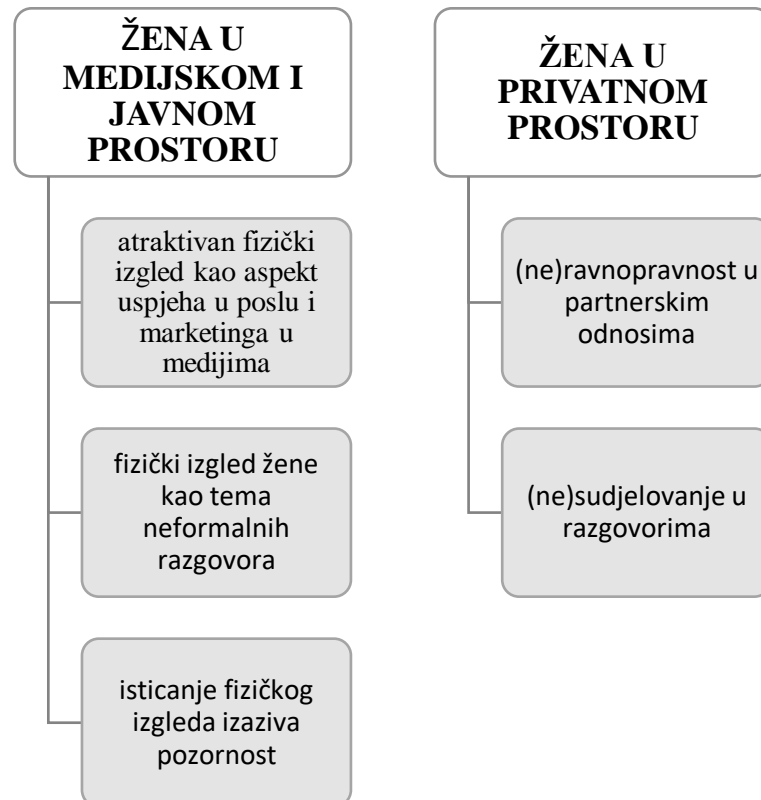 ŽENA U
MEDIJSKOM I
JAVNOM
PROSTORU
atraktivan fizički
izgled kao aspekt
uspjeha u poslu i
marketinga u
medijima
fizički izgled žene
kao tema
neformalnih
razgovora
isticanje fizičkog
izgleda izaziva
pozornost
ŽENA U
PRIVATNOM
PROSTORU
(ne)ravnopravnost u
partnerskim
odnosima
(ne)sudjelovanje u
razgovorima